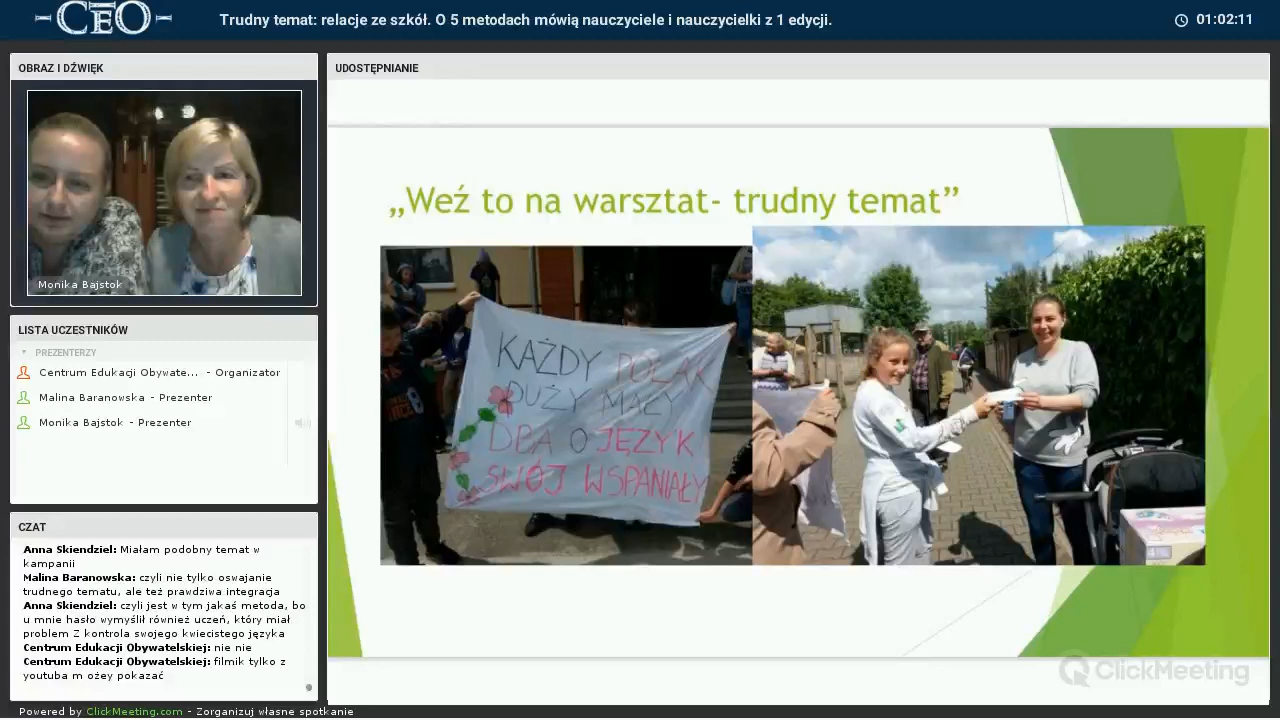 CEO
Trudny temat: relacje ze szkół. O 5 metodach mówią nauczyciele i nauczycielki z 1 edycji.
01:02:11
OBRAZ I DŹWIĘK
Monika Bajstok
LISTA UCZESTNIKÓW
PREZENTERZY
Centrum Edukacji Obywate... - Organizator
Malina Baranowska - Prezenter
Monika Bajstok - Prezenter
CZAT
Anna Skiendziel: Miałam podobny temat w
kampanii
Malina Baranowska: czyli nie tylko oswajanie
trudnego tematu, ale też prawdziwa integracja
Anna Skiendziel: czyli jest w tym jakaś metoda, bo
u mnie hasło wymyślił również uczeń, który miał
problem Z kontrola swojego kwiecistego języka
Centrum Edukacji Obywatelskiej: nie nie
Centrum Edukacji Obywatelskiej: filmik tylko z
youtuba m ożey pokazać
UDOSTĘPNIANIE
„Weź to na warsztat- trudny temat”
KAŻDY POLAK
DUŻY MAŁY
DBA O JĘZYK
SWÓJ WSPANIAŁY
ClickMeeting
Powered by ClickMeeting.com - Zorganizuj własne spotkanie